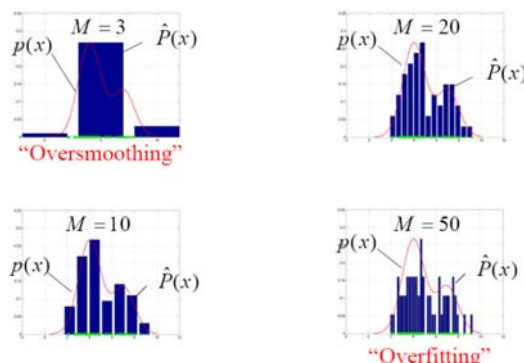 M = 3
p(x)
P̂(x)
“Oversmoothing”
M = 20
p(x)
P̂(x)
M = 10
p(x)
P̂(x)
M = 50
p(x)
P̂(x)
“Overfitting”